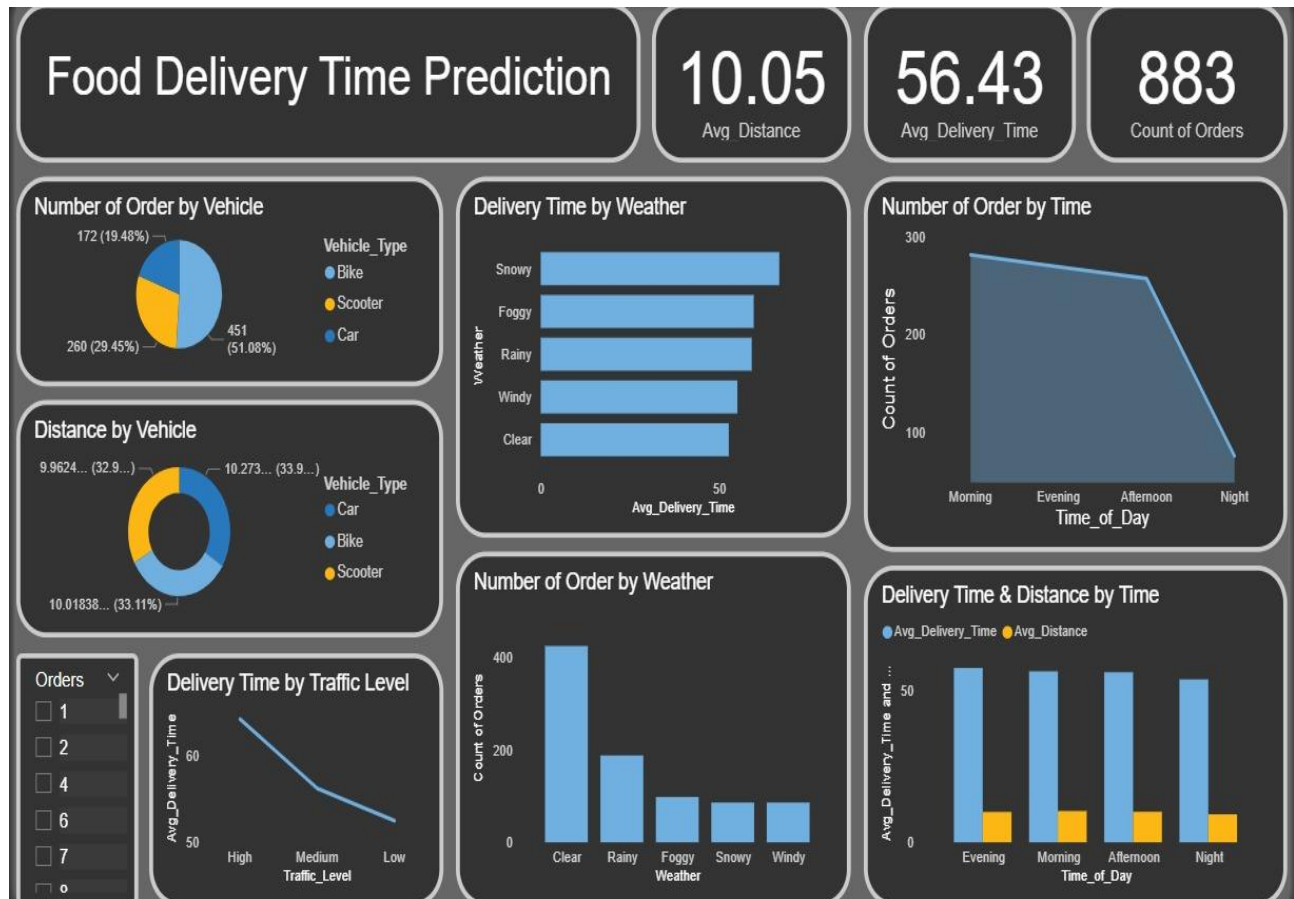 Food Delivery Time Prediction
10.05
Avg_Distance
56.43
Avg_Delivery_Time
883
Count of Orders
Number of Order by Vehicle
172 (19.48%)
260 (29.45%)
451
(51.08%)
Vehicle_Type
Bike
Scooter
Car
Distance by Vehicle
9.9624... (32.9...)
10.273... (33.9...)
10.01838... (33.11%)
Vehicle_Type
Car
Bike
Scooter
Orders
1
2
4
6
7
Delivery Time by Traffic Level
Avg_Delivery_Time
60
50
High Medium Low
Traffic_Level
Delivery Time by Weather
Weather
Snowy
Foggy
Rainy
Windy
Clear
0 50
Avg_Delivery_Time
Number of Order by Weather
Count of Orders
400
200
0
Clear Rainy Foggy Snowy Windy
Weather
Number of Order by Time
Count of Orders
300
200
100
Morning Evening Afternoon Night
Time_of_Day
Delivery Time & Distance by Time
Avg_Delivery_Time Avg_Distance
Avg_Delivery_Time and ...
50
0
Evening Morning Afternoon Night
Time_of_Day